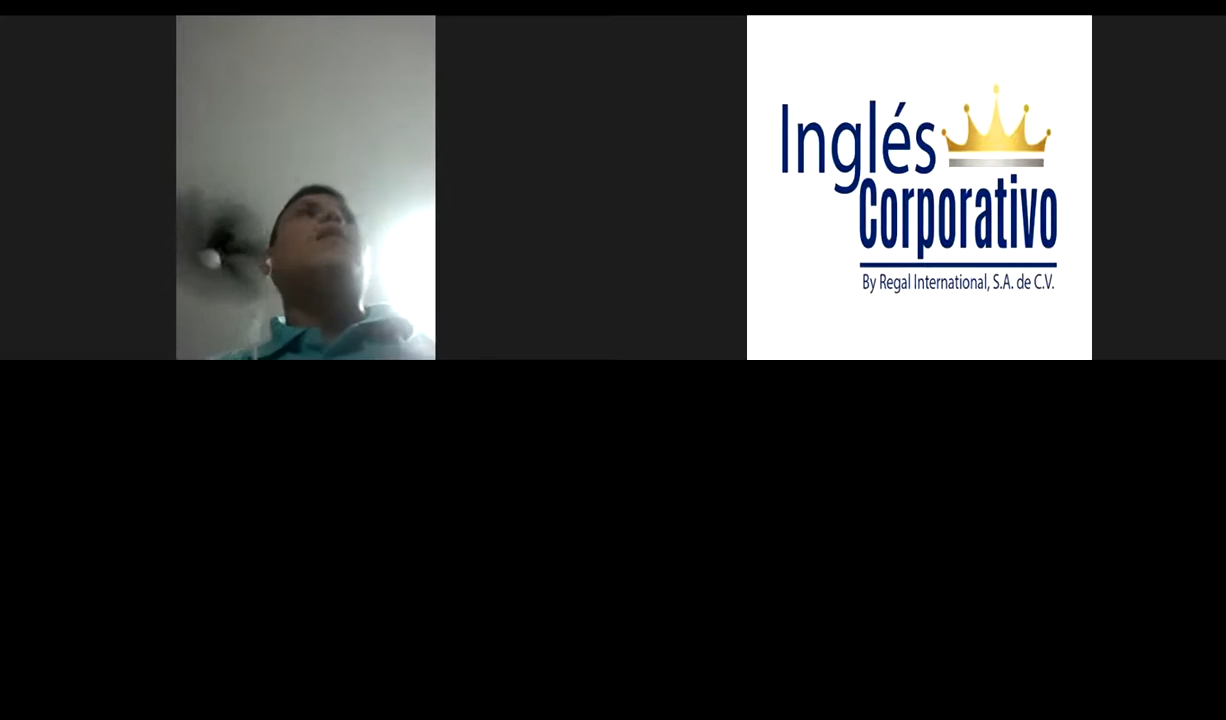 Inglés
Corporativo
By Regal International, S.A. de C.V.